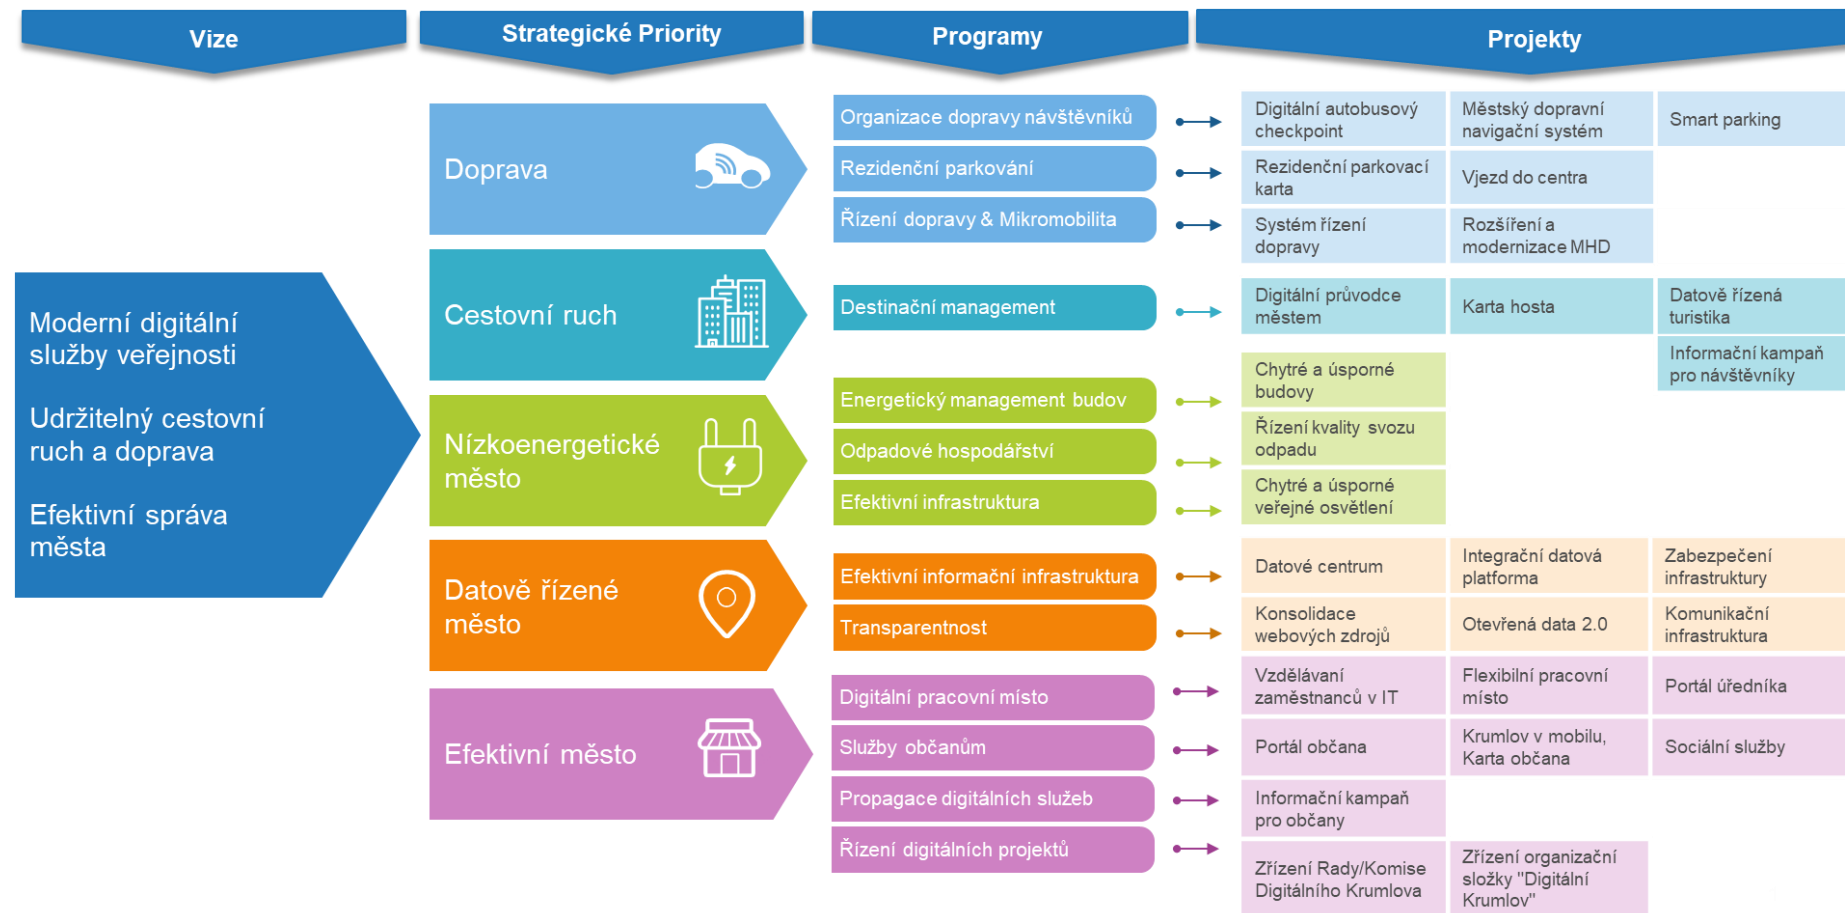 Vize
Strategické Priority
Programy
Projekty
Moderní digitální
služby veřejnosti
Udržitelný cestovní
ruch a doprava
Efektivní správa
města
Doprava
Organizace dopravy návštěvníků
Digitální autobusový
checkpoint
Městský dopravní
navigační systém
Smart parking
Rezidenční parkování
Rezidenční parkovací
karta
Vjezd do centra
Řízení dopravy & Mikromobilita
Systém řízení
dopravy
Rozšíření a
modernizace MHD
Cestovní ruch
Destinační management
Digitální průvodce
městem
Karta hosta
Datově řízená
turistika
Informační kampaň
pro návštěvníky
Nízkoenergetické
město
Energetický management budov
Chytré a úsporné
budovy
Odpadové hospodářství
Řízení kvality svozu
odpadu
Efektivní infrastruktura
Chytré a úsporné
veřejné osvětlení
Datově řízené
město
Efektivní informační infrastruktura
Datové centrum
Integrační datová
platforma
Zabezpečení
infrastruktury
Transparentnost
Konsolidace
webových zdrojů
Otevřená data 2.0
Komunikační
infrastruktura
Efektivní město
Digitální pracovní místo
Vzdělávaní
zaměstnanců v IT
Flexibilní pracovní
místo
Portál úředníka
Služby občanům
Portál občana
Krumlov v mobilu,
Karta občana
Sociální služby
Propagace digitálních služeb
Informační kampaň
pro občany
Řízení digitálních projektů
Zřízení Rady/Komise
Digitálního Krumlova
Zřízení organizační
složky "Digitální
Krumlov"